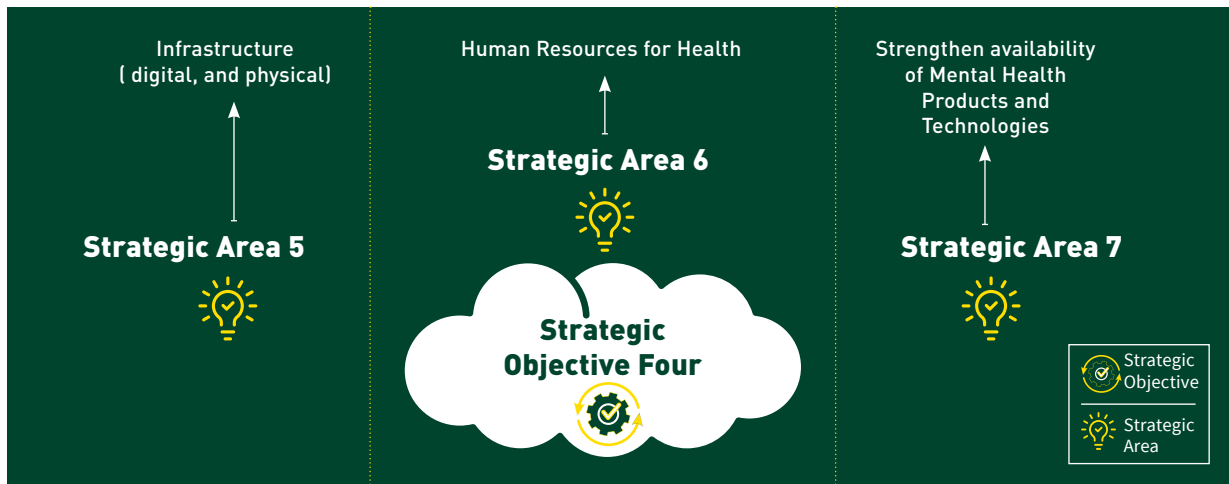 Infrastructure
( digital, and physical)
Strategic Area 5
Human Resources for Health
Strategic Area 6
Strategic
Objective Four
Strengthen availability
of Mental Health
Products and
Technologies
Strategic Area 7
Strategic
Objective
Strategic
Area